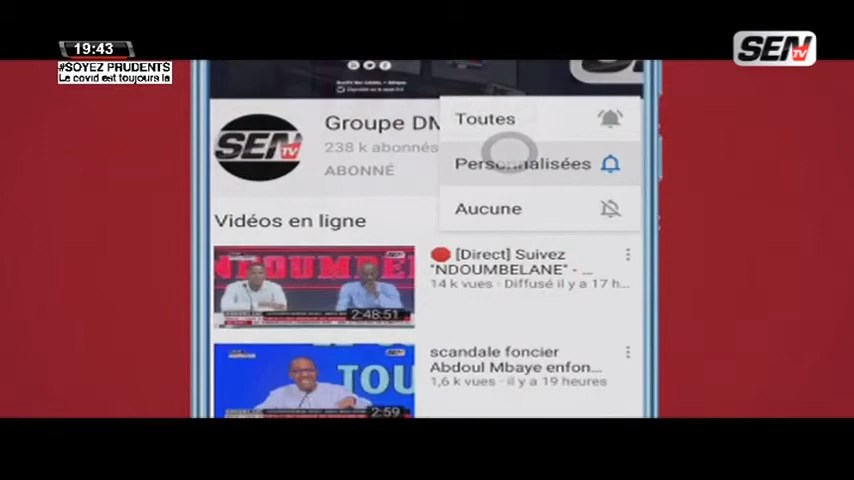 19:43
#SOYEZ PRUDENTS
Le covid est toujours la
SEN TV
SEN TV
Groupe DM
238 k abonnés
ABONNÉ
Toutes
Personnalisées
Aucune
Vidéos en ligne
NDOUMBEL
2:48:51
[Direct] Suivez
"NDOUMBELANE" - ...
14 k vues · Diffusé il y a 17 h...
TOU
2:59
scandale foncier
Abdoul Mbaye enfon...
1,6 k vues · il y a 19 heures